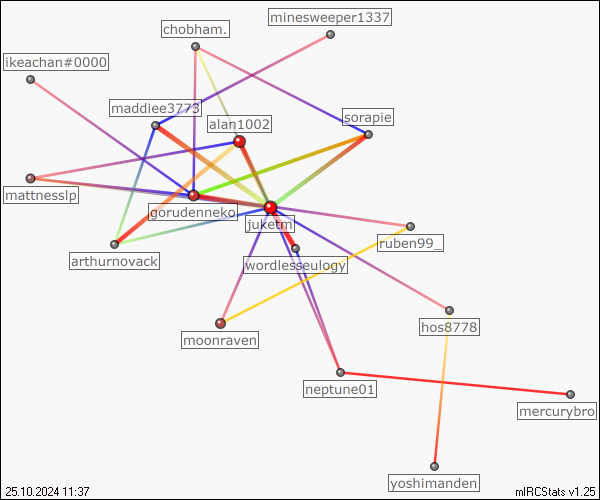 minesweeper1337
chobham.
ikeachan#0000
maddiee3773
sorapie
alan1002
mattnesslp
gorudenneko
juketm
ruben99_
arthurnovack
wordlesseulogy
hos8778
moonraven
neptune01
mercurybro
yoshimanden
25.10.2024 11:37
mIRCStats v1.25